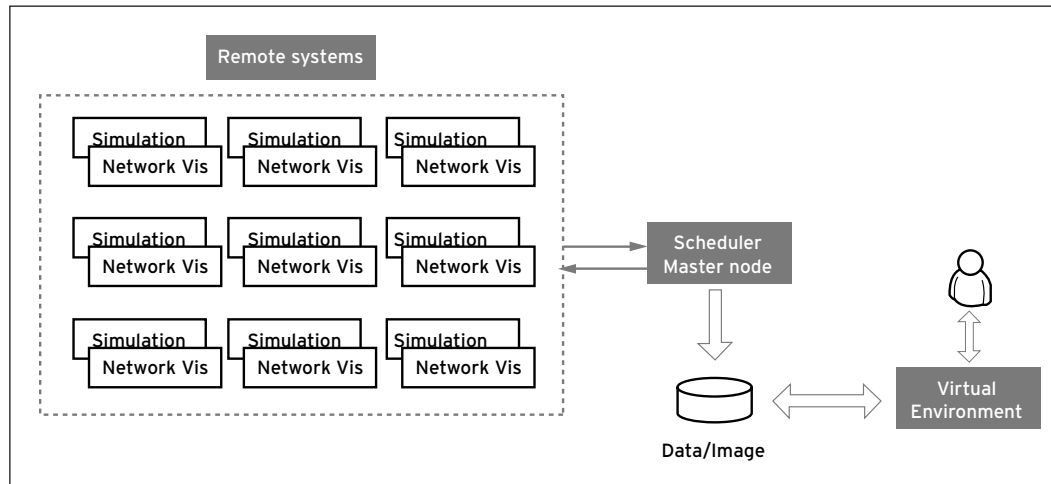 Remote systems
Simulation
Network Vis
Simulation
Network Vis
Simulation
Network Vis
Simulation
Network Vis
Simulation
Network Vis
Simulation
Network Vis
Simulation
Network Vis
Simulation
Network Vis
Simulation
Network Vis
Scheduler
Master node
Data/Image
Virtual
Environment